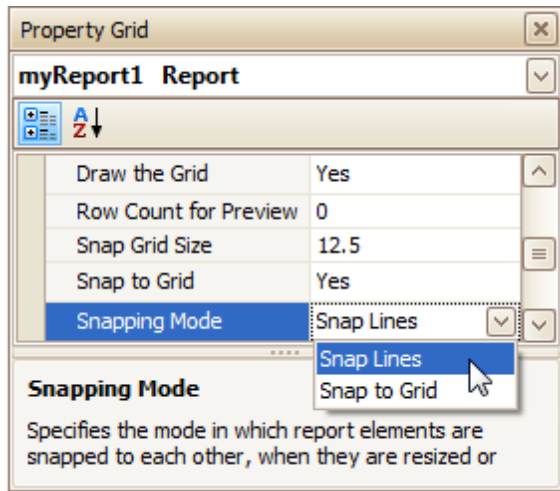 Property Grid
myReport1 Report
A
Z
Draw the Grid Yes
Row Count for Preview 0
Snap Grid Size 12.5
Snap to Grid Yes
Snapping Mode Snap Lines
Snap Lines
Snap to Grid
Snapping Mode
Specifies the mode in which report elements are
snapped to each other, when they are resized or